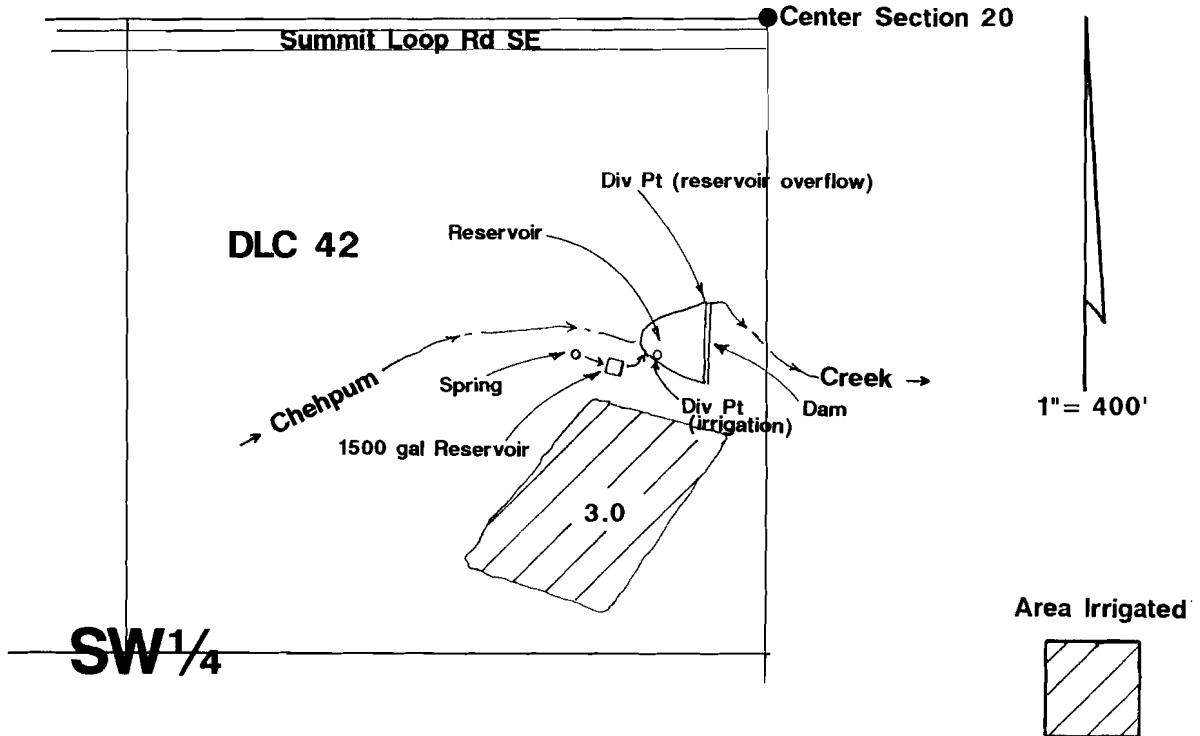 Center Section 20
Summit Loop Rd SE
Div Pt (reservoir overflow)
Reservoir
DLC 42
Chehpum
Spring
Creek
Div Pt
(irrigation)
Dam
1"= 400'
1500 gal Reservoir
3.0
Area Irrigated
SW¼